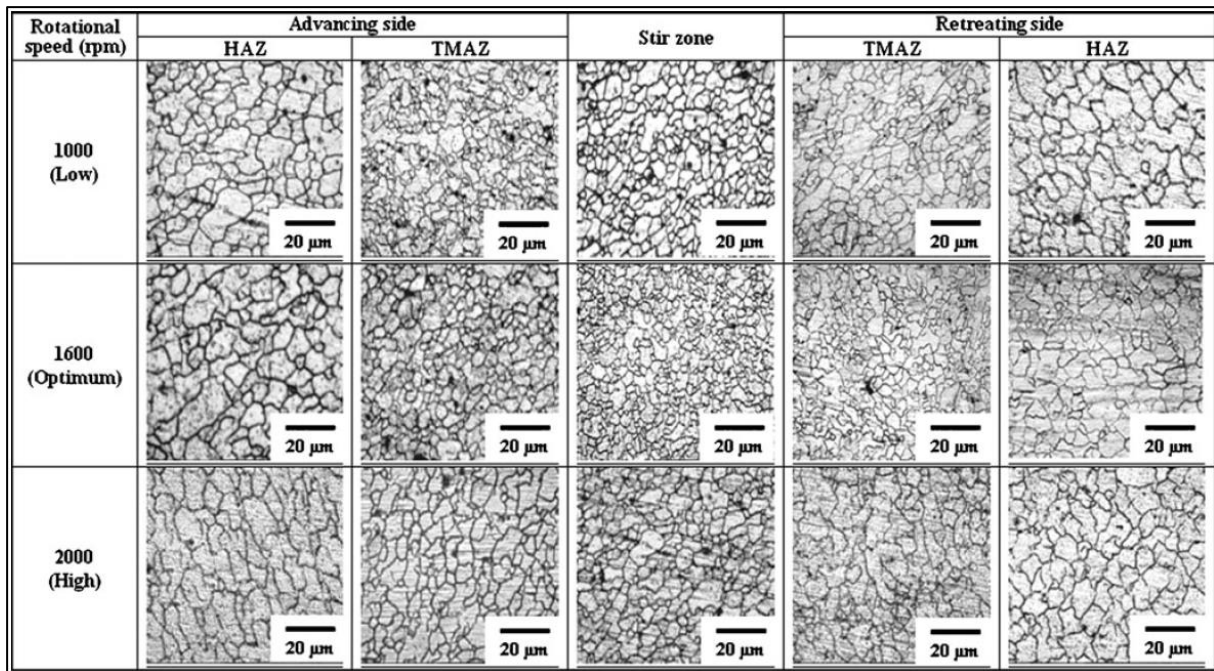 Rotational speed (rpm) Advancing side Stir zone Retreating side
HAZ TMAZ TMAZ HAZ
1000
(Low)
20 µm 20 µm 20 µm 20 µm 20 µm
1600
(Optimum)
20 µm 20 µm 20 µm 20 µm 20 µm
2000
(High)
20 µm 20 µm 20 µm 20 µm 20 µm